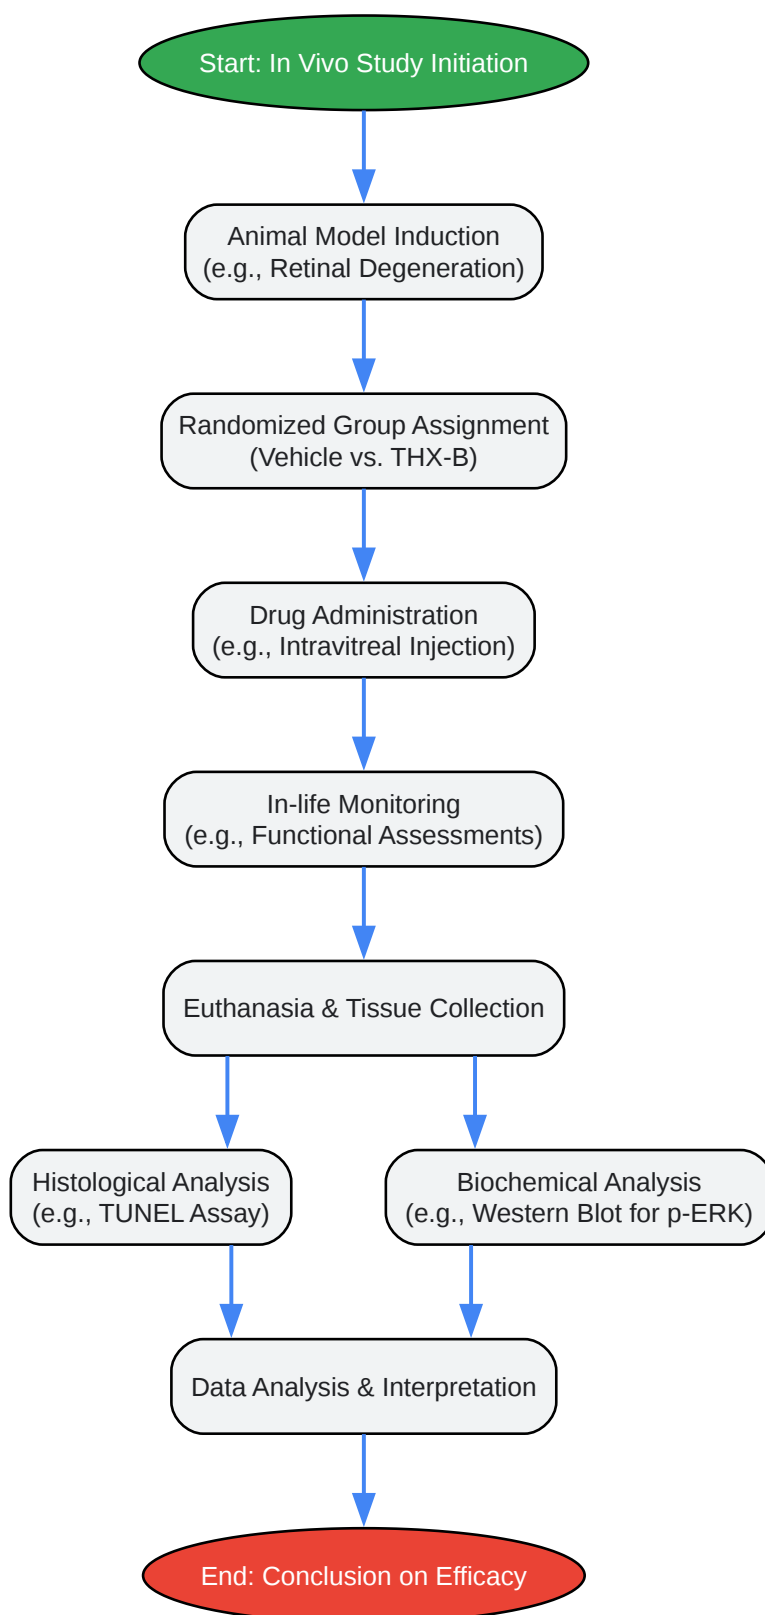 Start: In Vivo Study Initiation
Animal Model Induction
(e.g., Retinal Degeneration)
Randomized Group Assignment
(Vehicle vs. THX-B)
Drug Administration
(e.g., Intravitreal Injection)
In-life Monitoring
(e.g., Functional Assessments)
Euthanasia & Tissue Collection
Histological Analysis
(e.g., TUNEL Assay)
Biochemical Analysis
(e.g., Western Blot for p-ERK)
Data Analysis & Interpretation
End: Conclusion on Efficacy